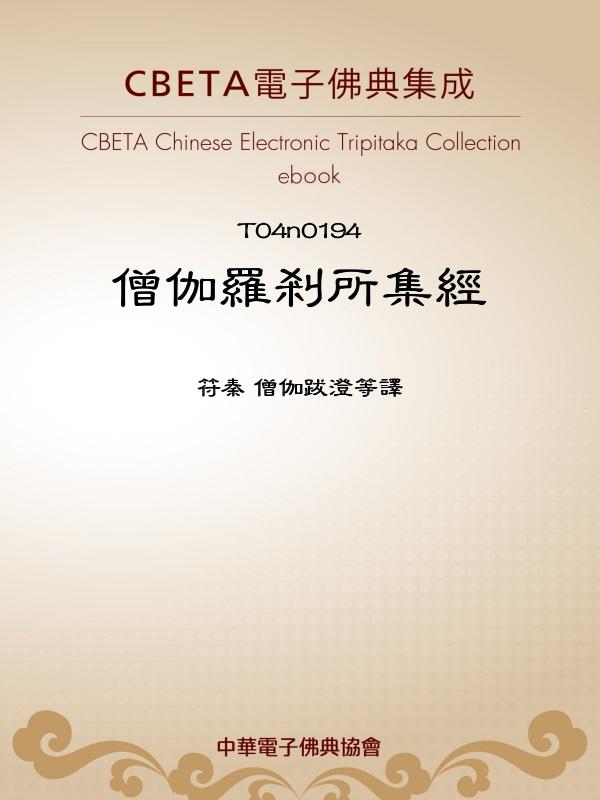 CBETA電子佛典集成
CBETA Chinese Electronic Tripitaka Collection
ebook
T04n0194
僧伽羅剎所集經
符秦 僧伽跋澄等譯
中華電子佛典協會